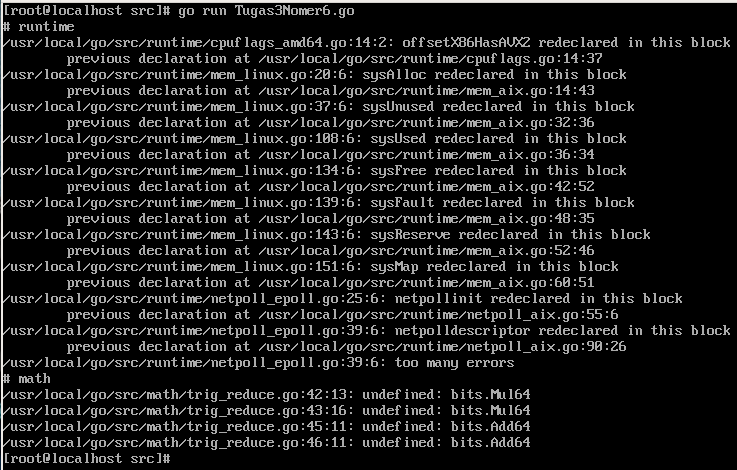 [root@localhost src]# go run Tugas3Nomer6.go
# runtime
/usr/local/go/src/runtime/cpuflags_amd64.go:14:2: offsetX86HasAVX2 redeclared in this block
previous declaration at /usr/local/go/src/runtime/cpuflags.go:14:37
/usr/local/go/src/runtime/mem_linux.go:20:6: sysAlloc redeclared in this block
previous declaration at /usr/local/go/src/runtime/mem_aix.go:14:43
/usr/local/go/src/runtime/mem_linux.go:37:6: sysUnused redeclared in this block
previous declaration at /usr/local/go/src/runtime/mem_aix.go:32:36
/usr/local/go/src/runtime/mem_linux.go:108:6: sysUsed redeclared in this block
previous declaration at /usr/local/go/src/runtime/mem_aix.go:36:34
/usr/local/go/src/runtime/mem_linux.go:134:6: sysFree redeclared in this block
previous declaration at /usr/local/go/src/runtime/mem_aix.go:42:52
/usr/local/go/src/runtime/mem_linux.go:139:6: sysFault redeclared in this block
previous declaration at /usr/local/go/src/runtime/mem_aix.go:48:35
/usr/local/go/src/runtime/mem_linux.go:143:6: sysReserve redeclared in this block
previous declaration at /usr/local/go/src/runtime/mem_aix.go:52:46
/usr/local/go/src/runtime/mem_linux.go:151:6: sysMap redeclared in this block
previous declaration at /usr/local/go/src/runtime/mem_aix.go:60:51
/usr/local/go/src/runtime/netpoll_epoll.go:25:6: netpollinit redeclared in this block
previous declaration at /usr/local/go/src/runtime/netpoll_aix.go:55:6
/usr/local/go/src/runtime/netpoll_epoll.go:39:6: netpolldescriptor redeclared in this block
previous declaration at /usr/local/go/src/runtime/netpoll_aix.go:90:26
/usr/local/go/src/runtime/netpoll_epoll.go:39:6: too many errors
# math
/usr/local/go/src/math/trig_reduce.go:42:13: undefined: bits.Mul64
/usr/local/go/src/math/trig_reduce.go:43:16: undefined: bits.Mul64
/usr/local/go/src/math/trig_reduce.go:45:11: undefined: bits.Add64
/usr/local/go/src/math/trig_reduce.go:46:11: undefined: bits.Add64
[root@localhost src]#